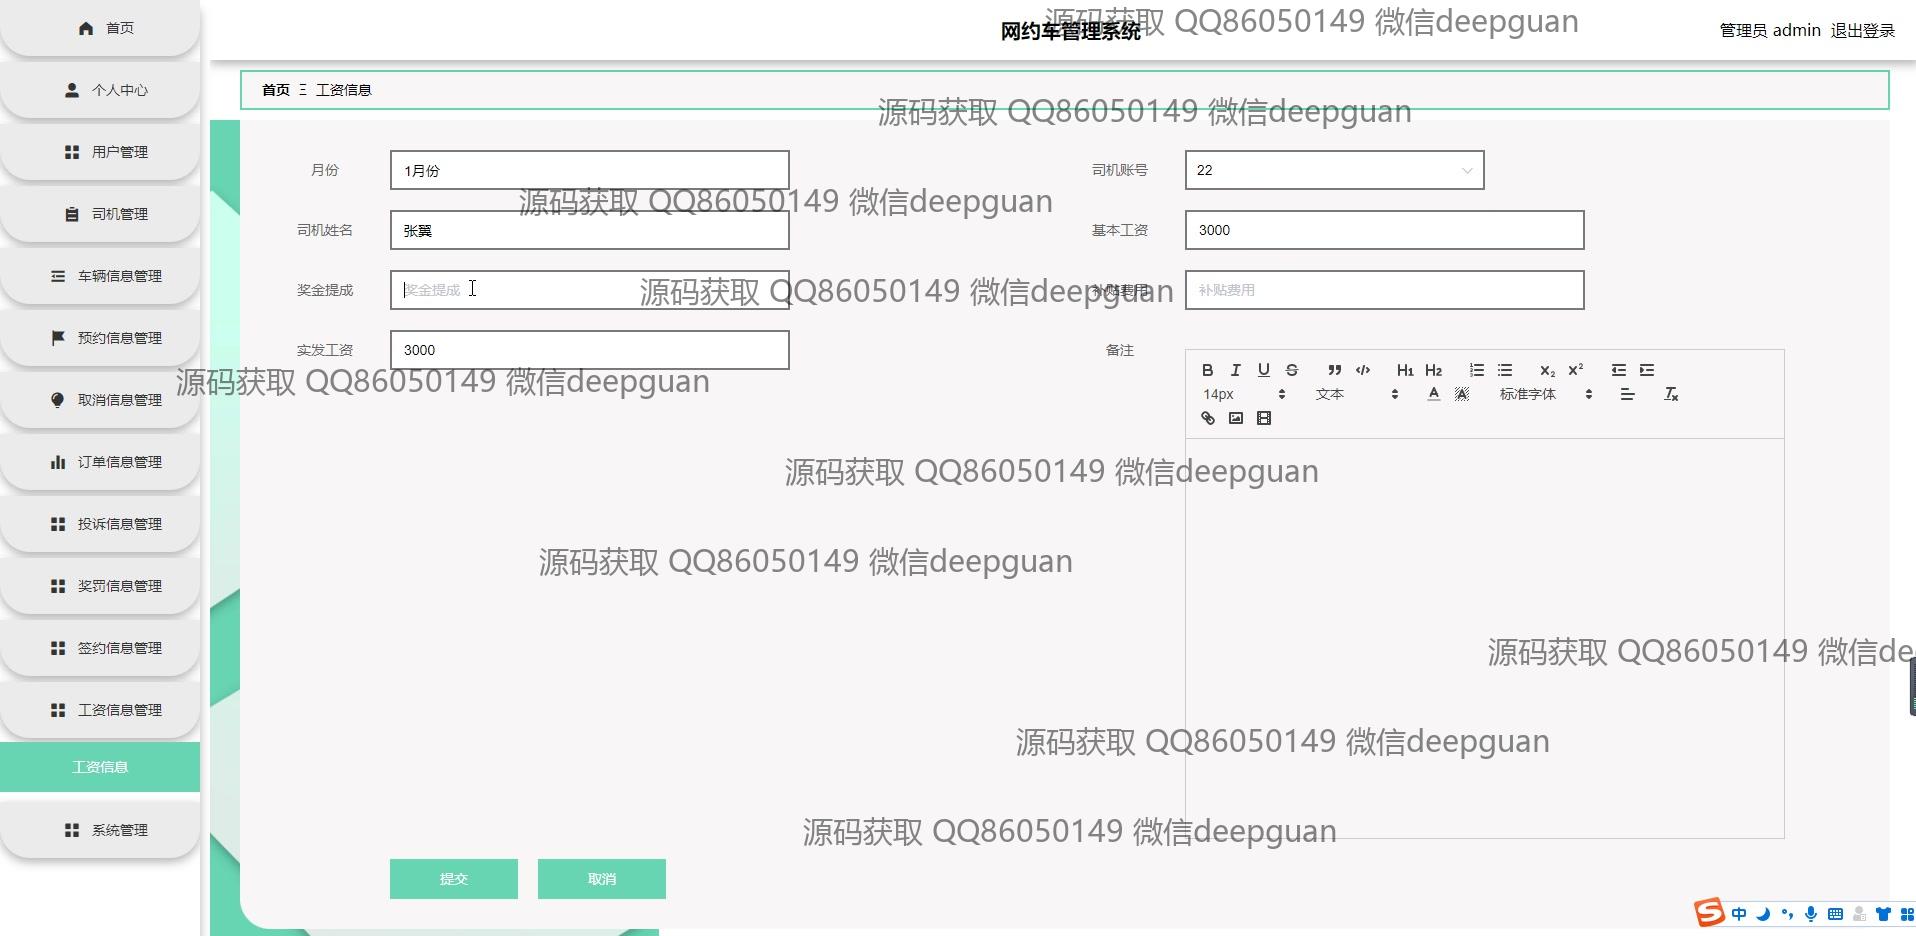 首页
个人中心
用户管理
司机管理
车辆信息管理
预约信息管理
取消信息管理
订单信息管理
投诉信息管理
奖罚信息管理
签约信息管理
工资信息管理
工资信息
系统管理
网约车管理系统
源码获取 QQ86050149 微信deepguan
管理员 admin 退出登录
首页 Ξ 工资信息
源码获取 QQ86050149 微信deepguan
月份 1月份 司机账号 22
源码获取 QQ86050149 微信deepguan
司机姓名 张翼 基本工资 3000
奖金提成 奖金提成 补贴费用 补贴费用
源码获取 QQ86050149 微信deepguan
实发工资 3000 备注
源码获取 QQ86050149 微信deepguan
B I U S H1 H2 X₂ X²
14px 文本 A A 标准字体 Tx
源码获取 QQ86050149 微信deepguan
源码获取 QQ86050149 微信deepguan
源码获取 QQ86050149 微信de
源码获取 QQ86050149 微信deepguan
源码获取 QQ86050149 微信deepguan
提交 取消
S 中